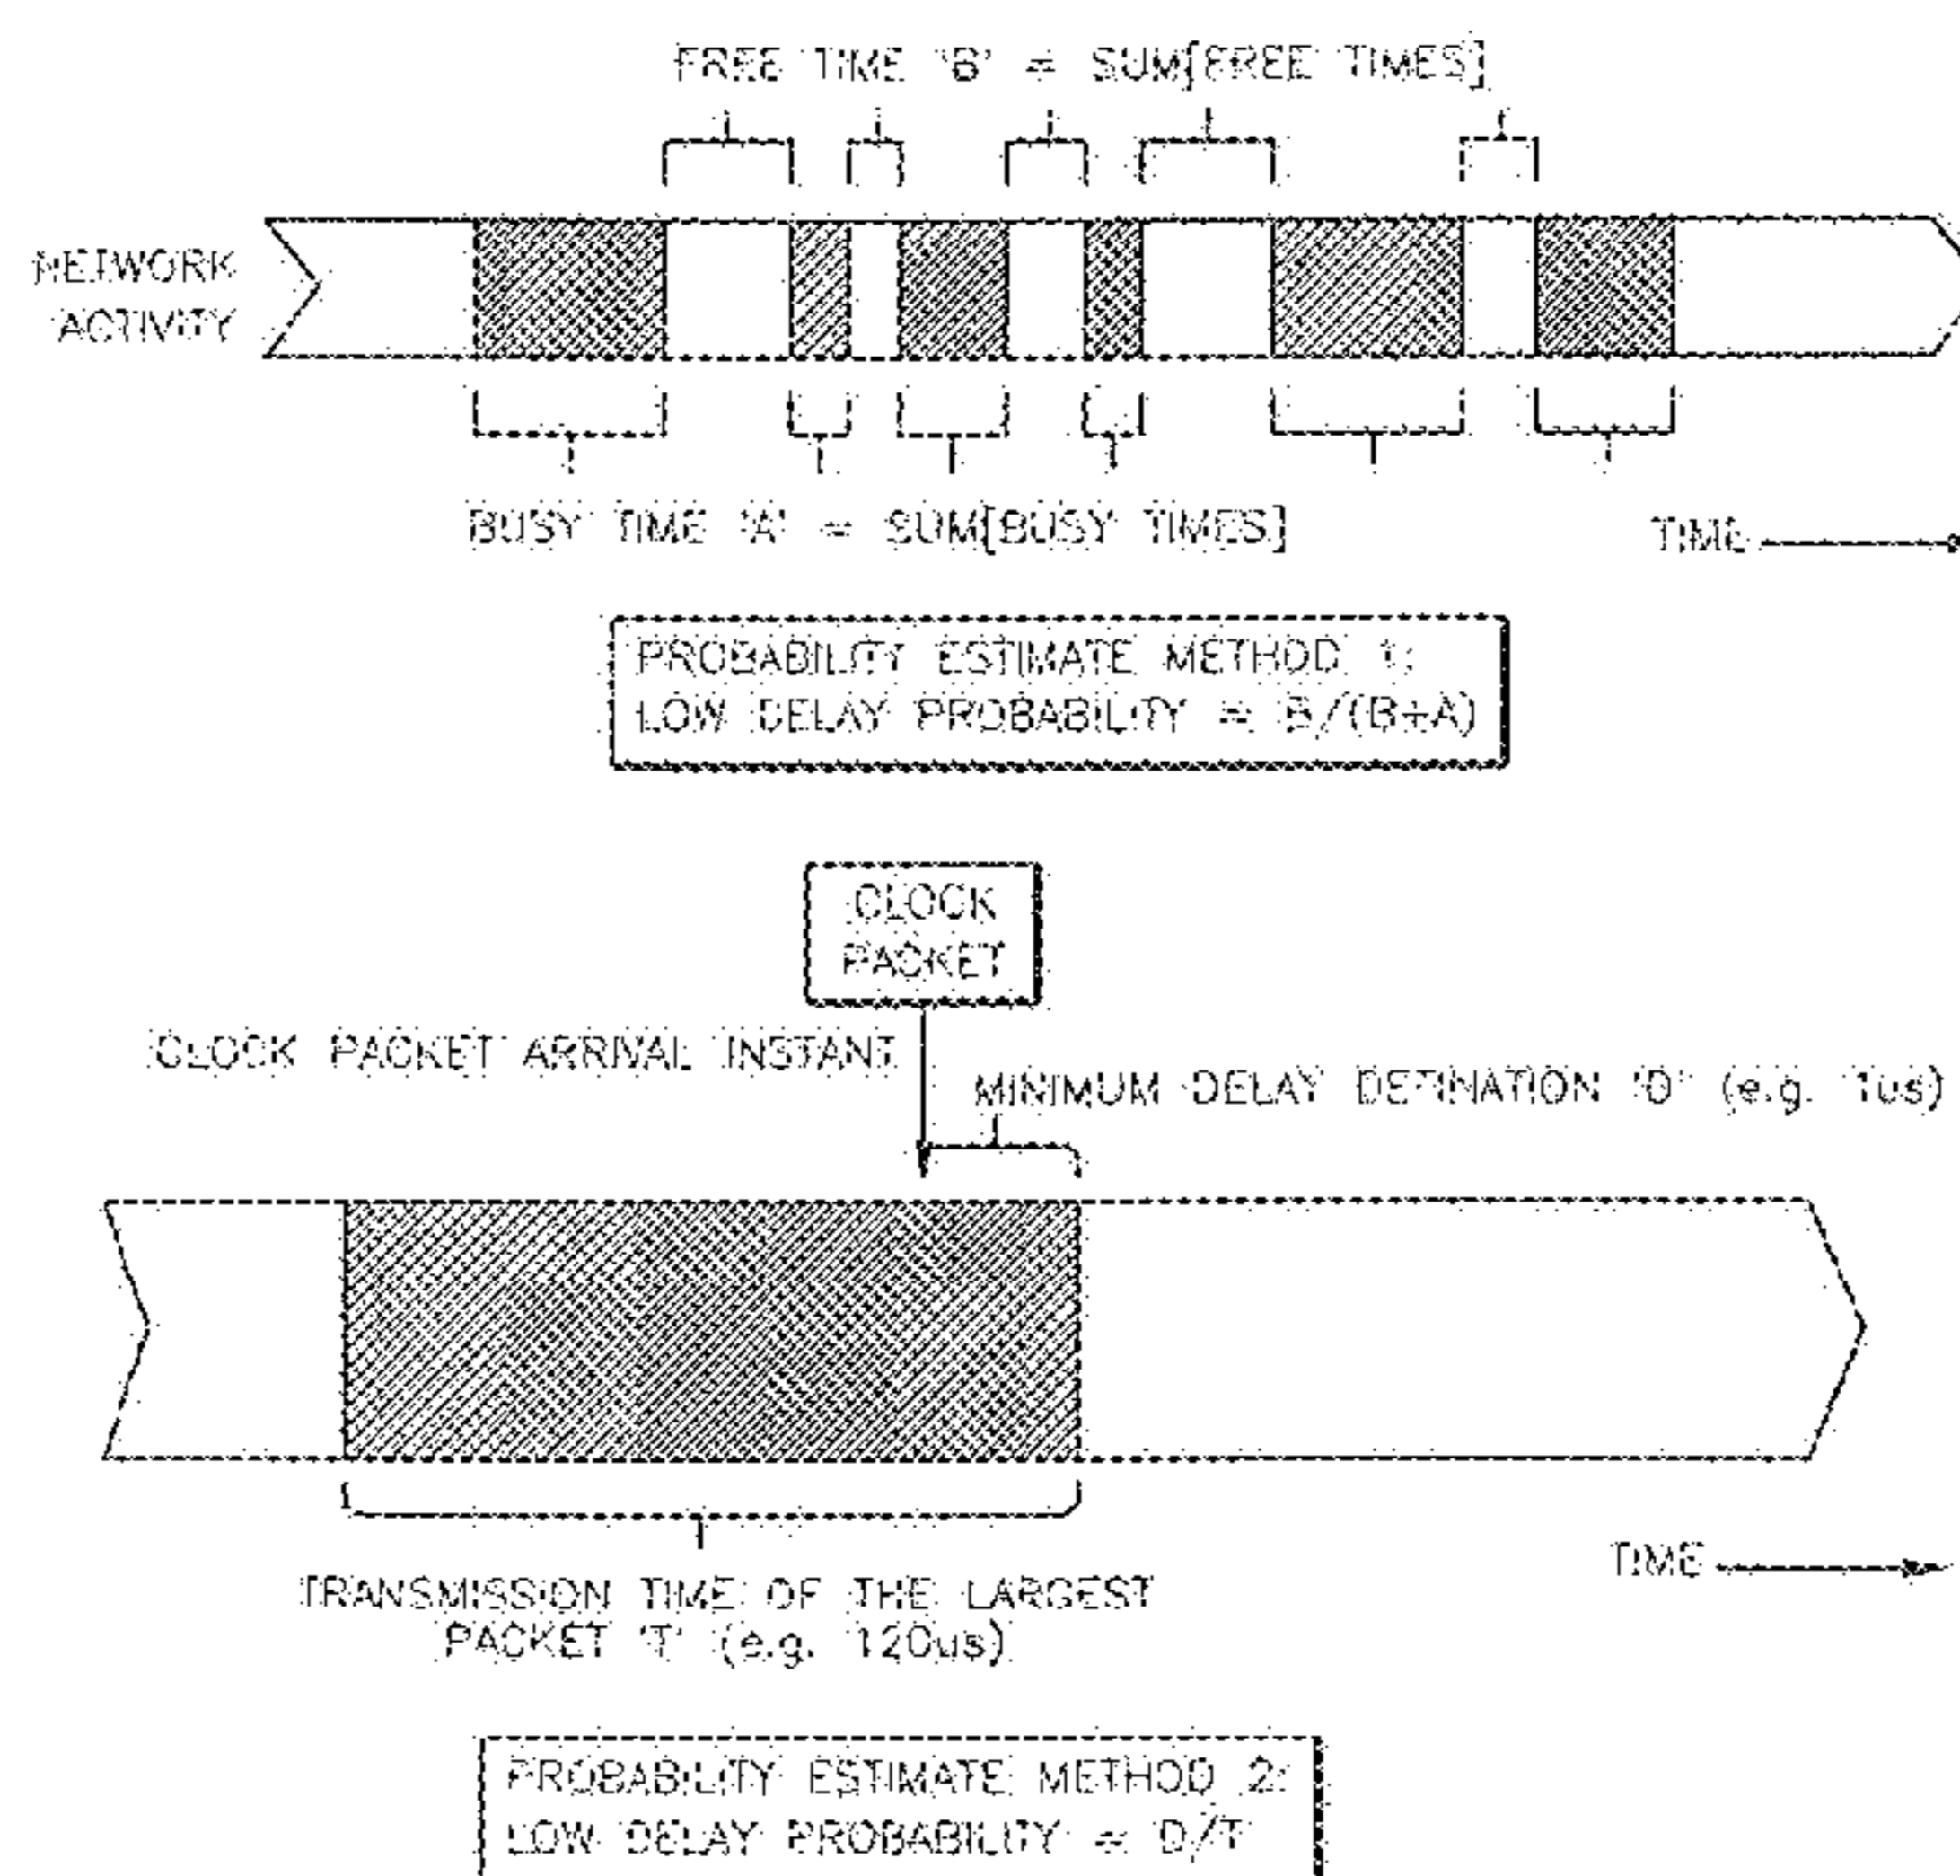 FREE TIME 'B' = SUM[FREE TIMES]
NETWORK
ACTIVITY
BUSY TIME 'A' = SUM[BUSY TIMES]
TIME
PROBABILITY ESTIMATE METHOD 1:
LOW DELAY PROBABILITY = B/(B+A)
CLOCK
PACKET
CLOCK PACKET ARRIVAL INSTANT
MINIMUM DELAY DEFINATION 'D' (e.g. 1us)
TIME
TRANSMISSION TIME OF THE LARGEST
PACKET 'T' (e.g. 120us)
PROBABILITY ESTIMATE METHOD 2:
LOW DELAY PROBABILITY = D/T